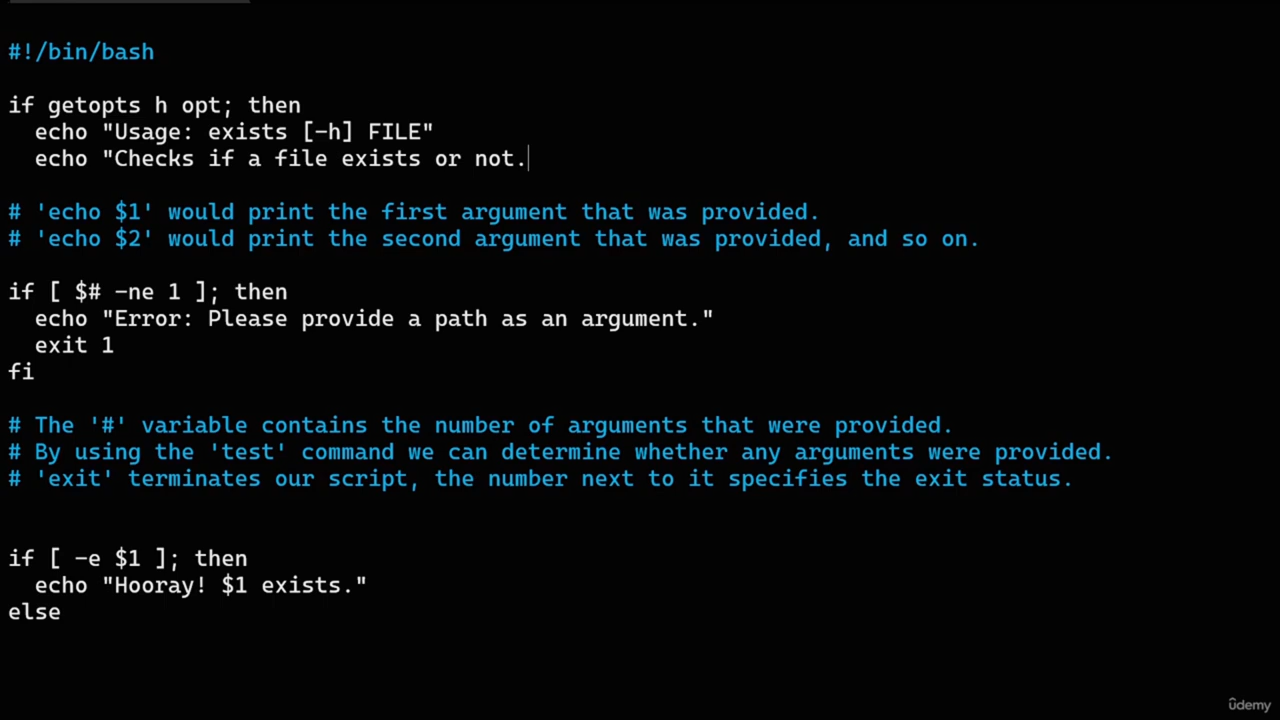 #!/bin/bash
if getopts h opt; then
echo "Usage: exists [-h] FILE"
echo "Checks if a file exists or not.
# 'echo $1' would print the first argument that was provided.
# 'echo $2' would print the second argument that was provided, and so on.
if [ $# -ne 1 ]; then
echo "Error: Please provide a path as an argument."
exit 1
fi
# The '#' variable contains the number of arguments that were provided.
# By using the 'test' command we can determine whether any arguments were provided.
# 'exit' terminates our script, the number next to it specifies the exit status.
if [ -e $1 ]; then
echo "Hooray! $1 exists."
else
ûdemy